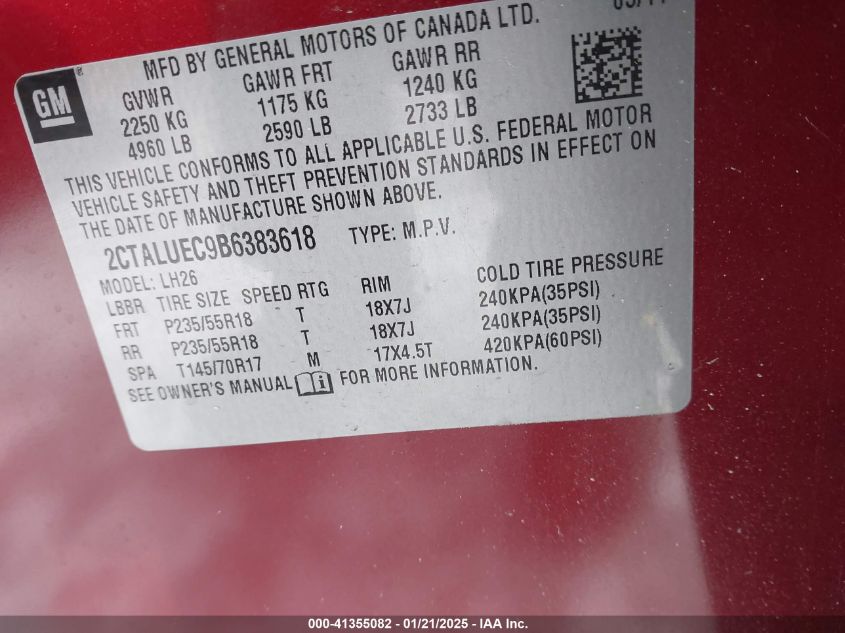 MFD BY GENERAL MOTORS OF CANADA LTD.
GM ®
GVWR GAWR FRT GAWR RR
2250 KG 1175 KG 1240 KG
4960 LB 2590 LB 2733 LB
THIS VEHICLE CONFORMS TO ALL APPLICABLE U.S. FEDERAL MOTOR
VEHICLE SAFETY AND THEFT PREVENTION STANDARDS IN EFFECT ON
THE DATE OF MANUFACTURE SHOWN ABOVE.
2CTALUEC9B6383618 TYPE: M.P.V.
MODEL: LH26
LBBR TIRE SIZE SPEED RTG RIM COLD TIRE PRESSURE
FRT P235/55R18 T 18X7J 240KPA(35PSI)
RR P235/55R18 T 18X7J 240KPA(35PSI)
SPA T145/70R17 M 17X4.5T 420KPA(60PSI)
SEE OWNER'S MANUAL FOR MORE INFORMATION.
000-41355082 - 01/21/2025 - IAA Inc.